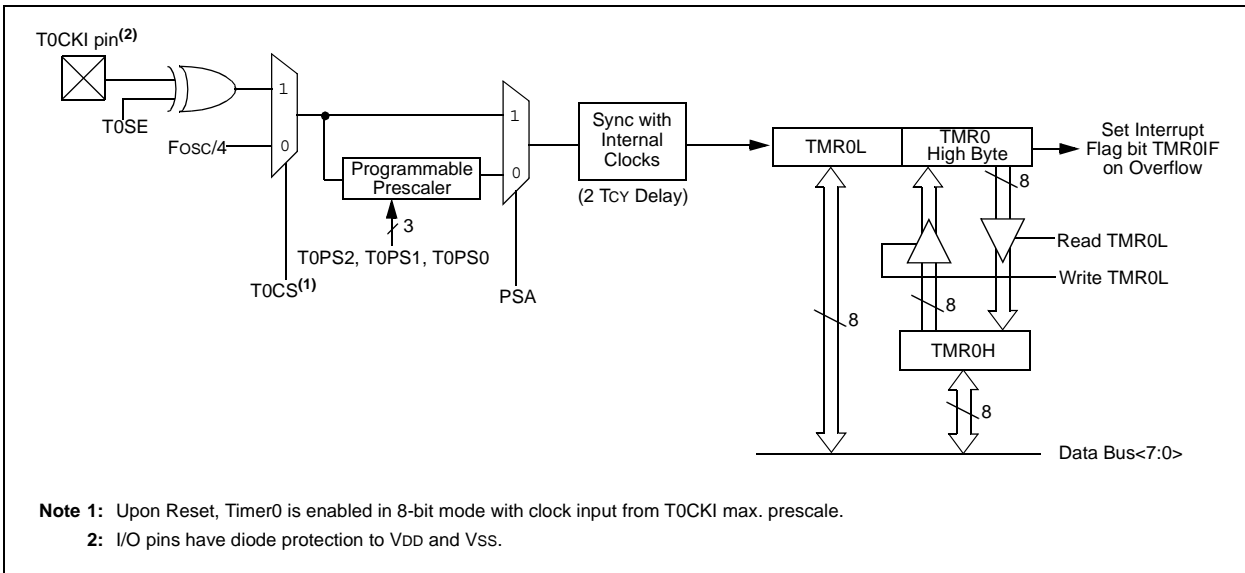 T0CKI pin(2)
T0SE
FOSC/4
1
0
T0CS(1)
Programmable
Prescaler
3
T0PS2, T0PS1, T0PS0
1
0
PSA
Sync with
Internal
Clocks
(2 TCY Delay)
TMR0L
TMR0
High Byte
Set Interrupt
Flag bit TMR0IF
on Overflow
8
Read TMR0L
Write TMR0L
8
8
TMR0H
8
Data Bus<7:0>
Note 1: Upon Reset, Timer0 is enabled in 8-bit mode with clock input from T0CKI max. prescale.
2: I/O pins have diode protection to VDD and VSS.